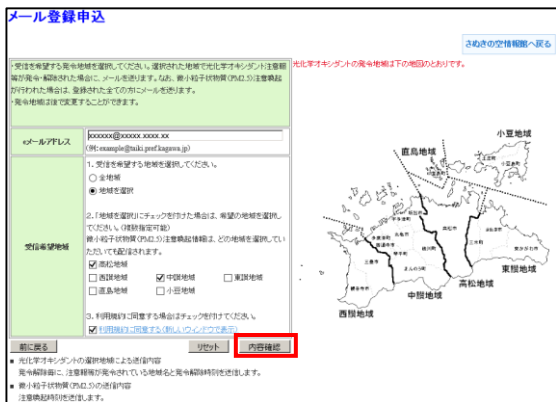 メール登録申込
さぬきの空情報館へ戻る
・受信を希望する発令地域を選択してください。選択された地域で光化学オキシダント注意報
等が発令・解除された場合に、メールを送ります。なお、微小粒子状物質(PM2.5)注意喚起
が行われた場合は、登録された全ての方にメールを送ります。
・発令地域は後で変更することができます。
光化学オキシダントの発令地域は下の地図のとおりです。
eメールアドレス
xxxxxx@xxxxx.xxxx.xx
(例:example@taiki.pref.kagawa.jp)
受信希望地域
1. 受信を希望する地域を選択してください。
全地域
地域を選択
2.「地域を選択」にチェックを付けた場合は、希望の地域を選択し
てください。(複数指定可能)
微小粒子状物質(PM2.5)注意喚起情報は、どの地域を選択してい
ただいても配信されます。
高松地域
西讃地域 中讃地域 東讃地域
直島地域 小豆地域
3. 利用規約に同意する場合はチェックを付けてください。
利用規約に同意する(新しいウィンドウで表示)
前に戻る リセット 内容確認
■ 光化学オキシダントの選択地域による送信内容
発令解除毎に、注意報等が発令されている地域名と発令解除時刻を送信します。
■ 微小粒子状物質(PM2.5)の送信内容
注意喚起時刻を送信します。
小豆地域
直島地域
東讃地域
高松地域
中讃地域
西讃地域